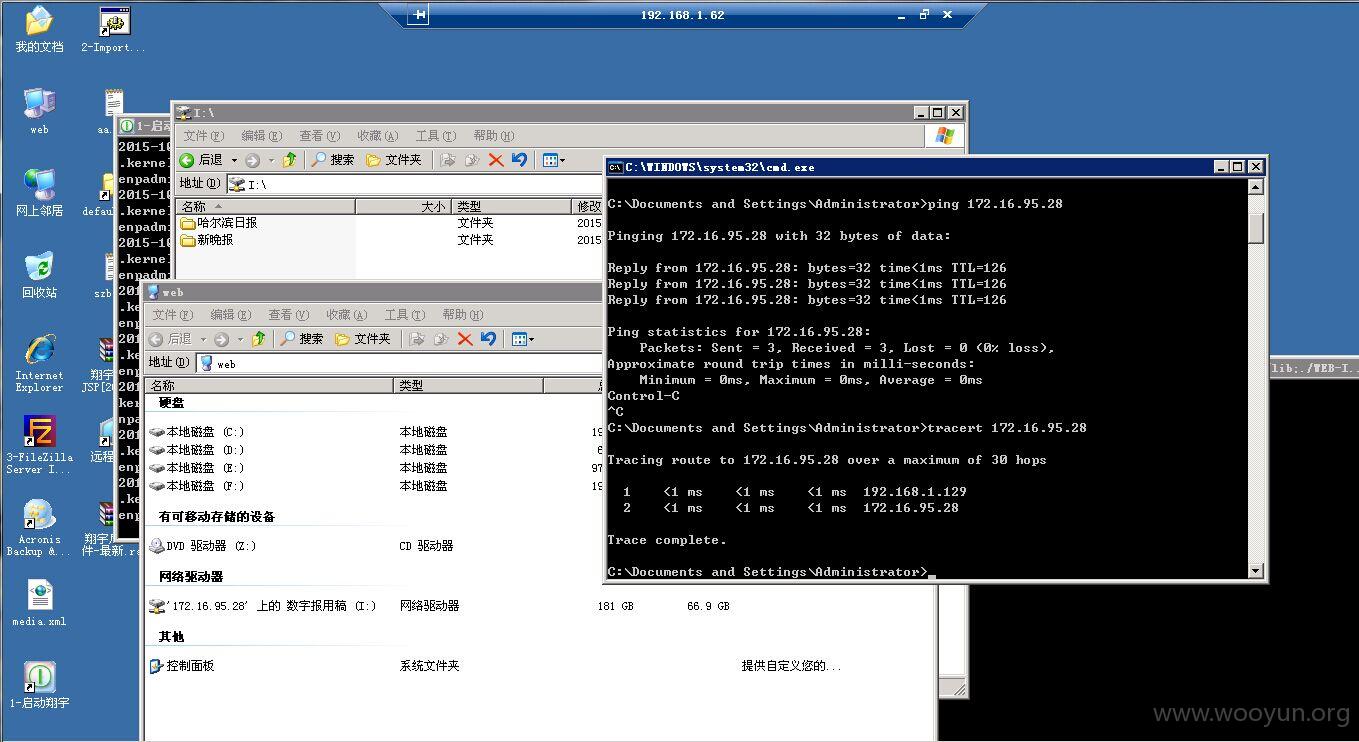 192.168.1.62
我的文档
2-Import...
web
aa.
网上邻居
defau
回收站
szb
Internet
Explorer
翔宇
JSP[20
3-FileZilla
Server I...
远程
Acronis
Backup &...
翔宇
件-最新.ra
media.xml
1-启动翔宇
1-启动
2015-10
.kerne
enpadm
2015-10
.kerne
enpadm
2015-10
.kerne
enpadmi
I:\
文件(F) 编辑(E) 查看(V) 收藏(A) 工具(T) 帮助(H)
后退 搜索 文件夹
地址(D) I:\
名称 大小 类型 修改
哈尔滨日报 文件夹 2015
新晚报 文件夹 2015
web
文件(F) 编辑(E) 查看(V) 收藏(A) 工具(T) 帮助(H)
后退 搜索 文件夹
地址(D) web
名称 类型
硬盘
本地磁盘 (C:) 本地磁盘 19
本地磁盘 (D:) 本地磁盘 6
本地磁盘 (E:) 本地磁盘 97
本地磁盘 (F:) 本地磁盘 19
有可移动存储的设备
DVD 驱动器 (Z:) CD 驱动器
网络驱动器
'172.16.95.28' 上的 数字报用稿 (I:) 网络驱动器 181 GB 66.9 GB
其他
控制面板 系统文件夹 提供自定义您的...
C:\WINDOWS\system32\cmd.exe
C:\Documents and Settings\Administrator>ping 172.16.95.28
Pinging 172.16.95.28 with 32 bytes of data:
Reply from 172.16.95.28: bytes=32 time<1ms TTL=126
Reply from 172.16.95.28: bytes=32 time<1ms TTL=126
Reply from 172.16.95.28: bytes=32 time<1ms TTL=126
Ping statistics for 172.16.95.28:
Packets: Sent = 3, Received = 3, Lost = 0 (0% loss),
Approximate round trip times in milli-seconds:
Minimum = 0ms, Maximum = 0ms, Average = 0ms
Control-C
^C
C:\Documents and Settings\Administrator>tracert 172.16.95.28
Tracing route to 172.16.95.28 over a maximum of 30 hops
1 <1 ms <1 ms <1 ms 192.168.1.129
2 <1 ms <1 ms <1 ms 172.16.95.28
Trace complete.
C:\Documents and Settings\Administrator>_
lib;./WEB-I...
www.wooyun.org